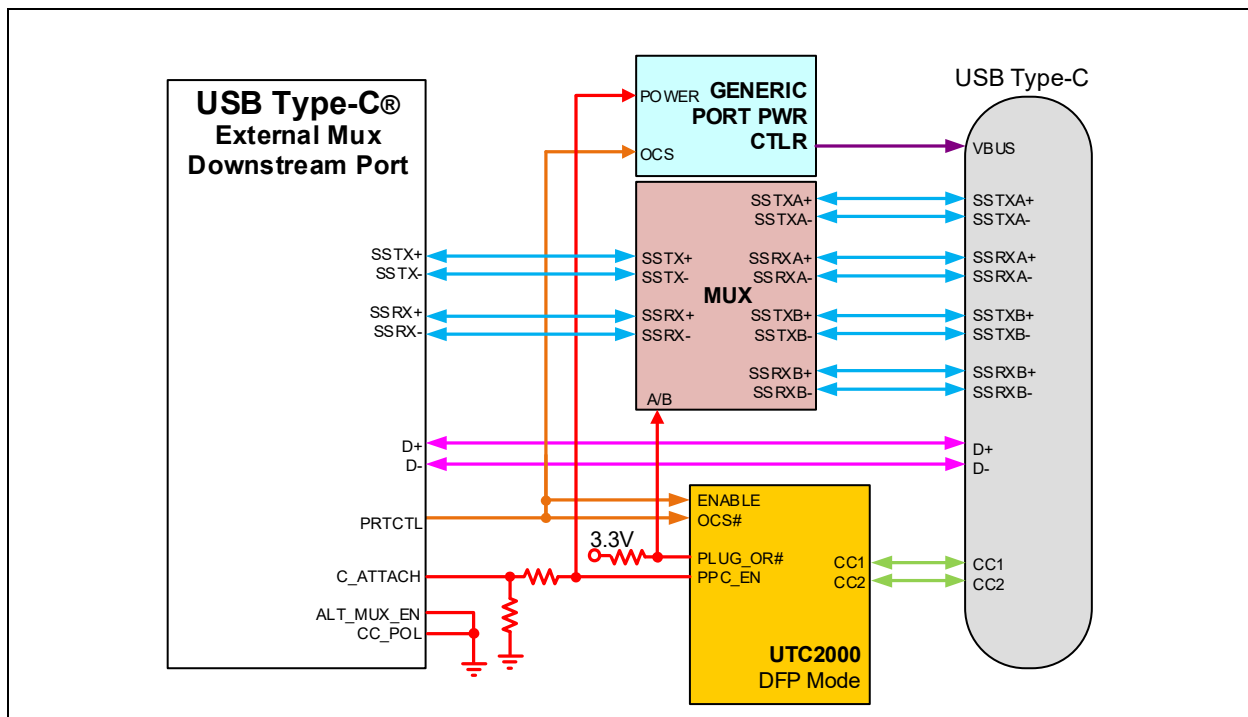 USB Type-C®
External Mux
Downstream Port
SSTX+
SSTX-
SSRX+
SSRX-
D+
D-
PRTCTL
C_ATTACH
ALT_MUX_EN
CC_POL
POWER
GENERIC
PORT PWR
CTLR
OCS
SSTXA+
SSTXA-
SSTX+
SSTX-
SSRXA+
SSRXA-
MUX
SSRX+
SSRX-
SSTXB+
SSTXB-
SSRXB+
SSRXB-
A/B
3.3V
ENABLE
OCS#
PLUG_OR#
PPC_EN
CC1
CC2
UTC2000
DFP Mode
USB Type-C
VBUS
SSTXA+
SSTXA-
SSRXA+
SSRXA-
SSTXB+
SSTXB-
SSRXB+
SSRXB-
D+
D-
CC1
CC2